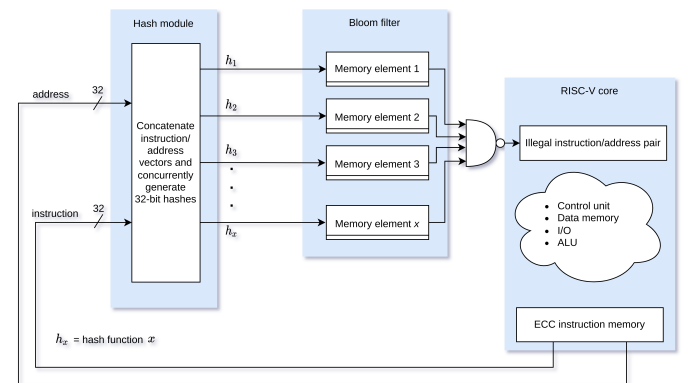 Hash module
Bloom filter
RISC-V core
address
32
instruction
32
Concatenate
instruction/
address
vectors and
concurrently
generate
32-bit hashes
h1
h2
h3
.
.
.
hx
Memory element 1
Memory element 2
Memory element 3
Memory element x
Illegal instruction/address pair
• Control unit
• Data memory
• I/O
• ALU
ECC instruction memory
hx = hash function x